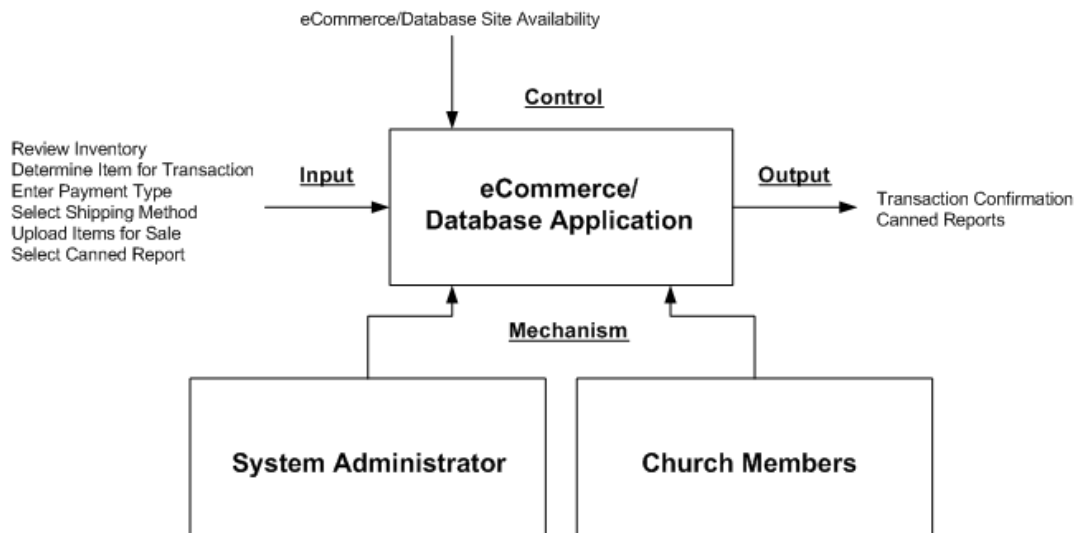 eCommerce/Database Site Availability
Control
Review Inventory
Determine Item for Transaction
Enter Payment Type
Select Shipping Method
Upload Items for Sale
Select Canned Report
Input
eCommerce/
Database Application
Output
Transaction Confirmation
Canned Reports
Mechanism
System Administrator
Church Members